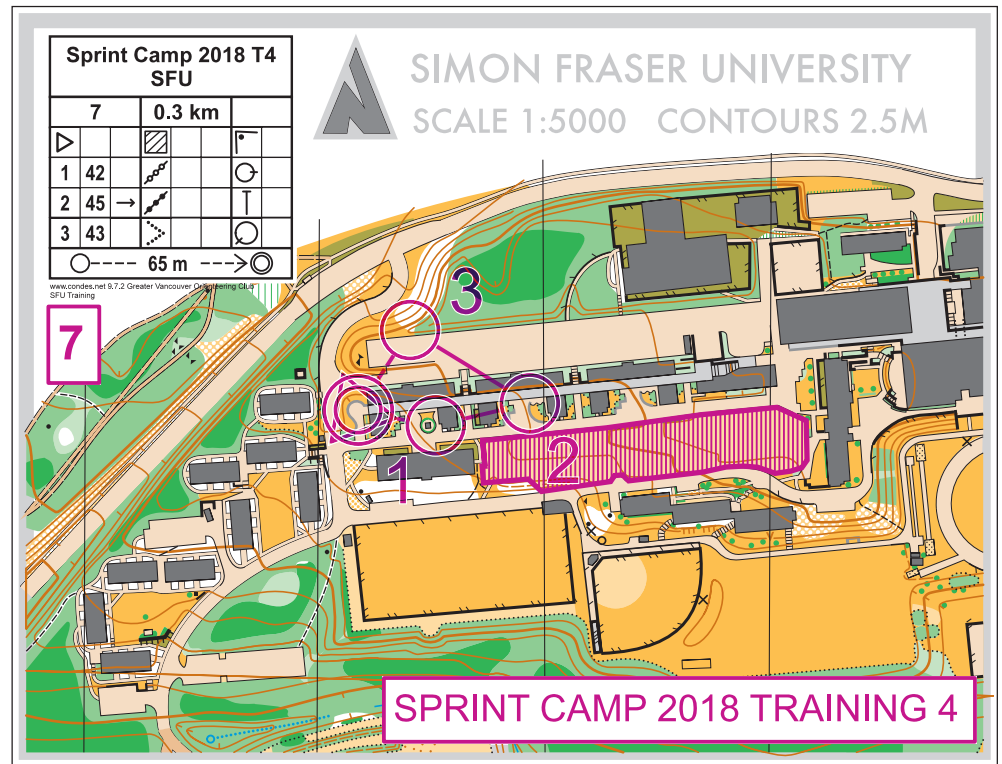 Sprint Camp 2018 T4
SFU
7 0.3 km
1 42
2 45
3 43
65 m
www.condes.net 9.7.2 Greater Vancouver Orienteering Club
SFU Training
SIMON FRASER UNIVERSITY
SCALE 1:5000 CONTOURS 2.5M
7
3
1
2
SPRINT CAMP 2018 TRAINING 4